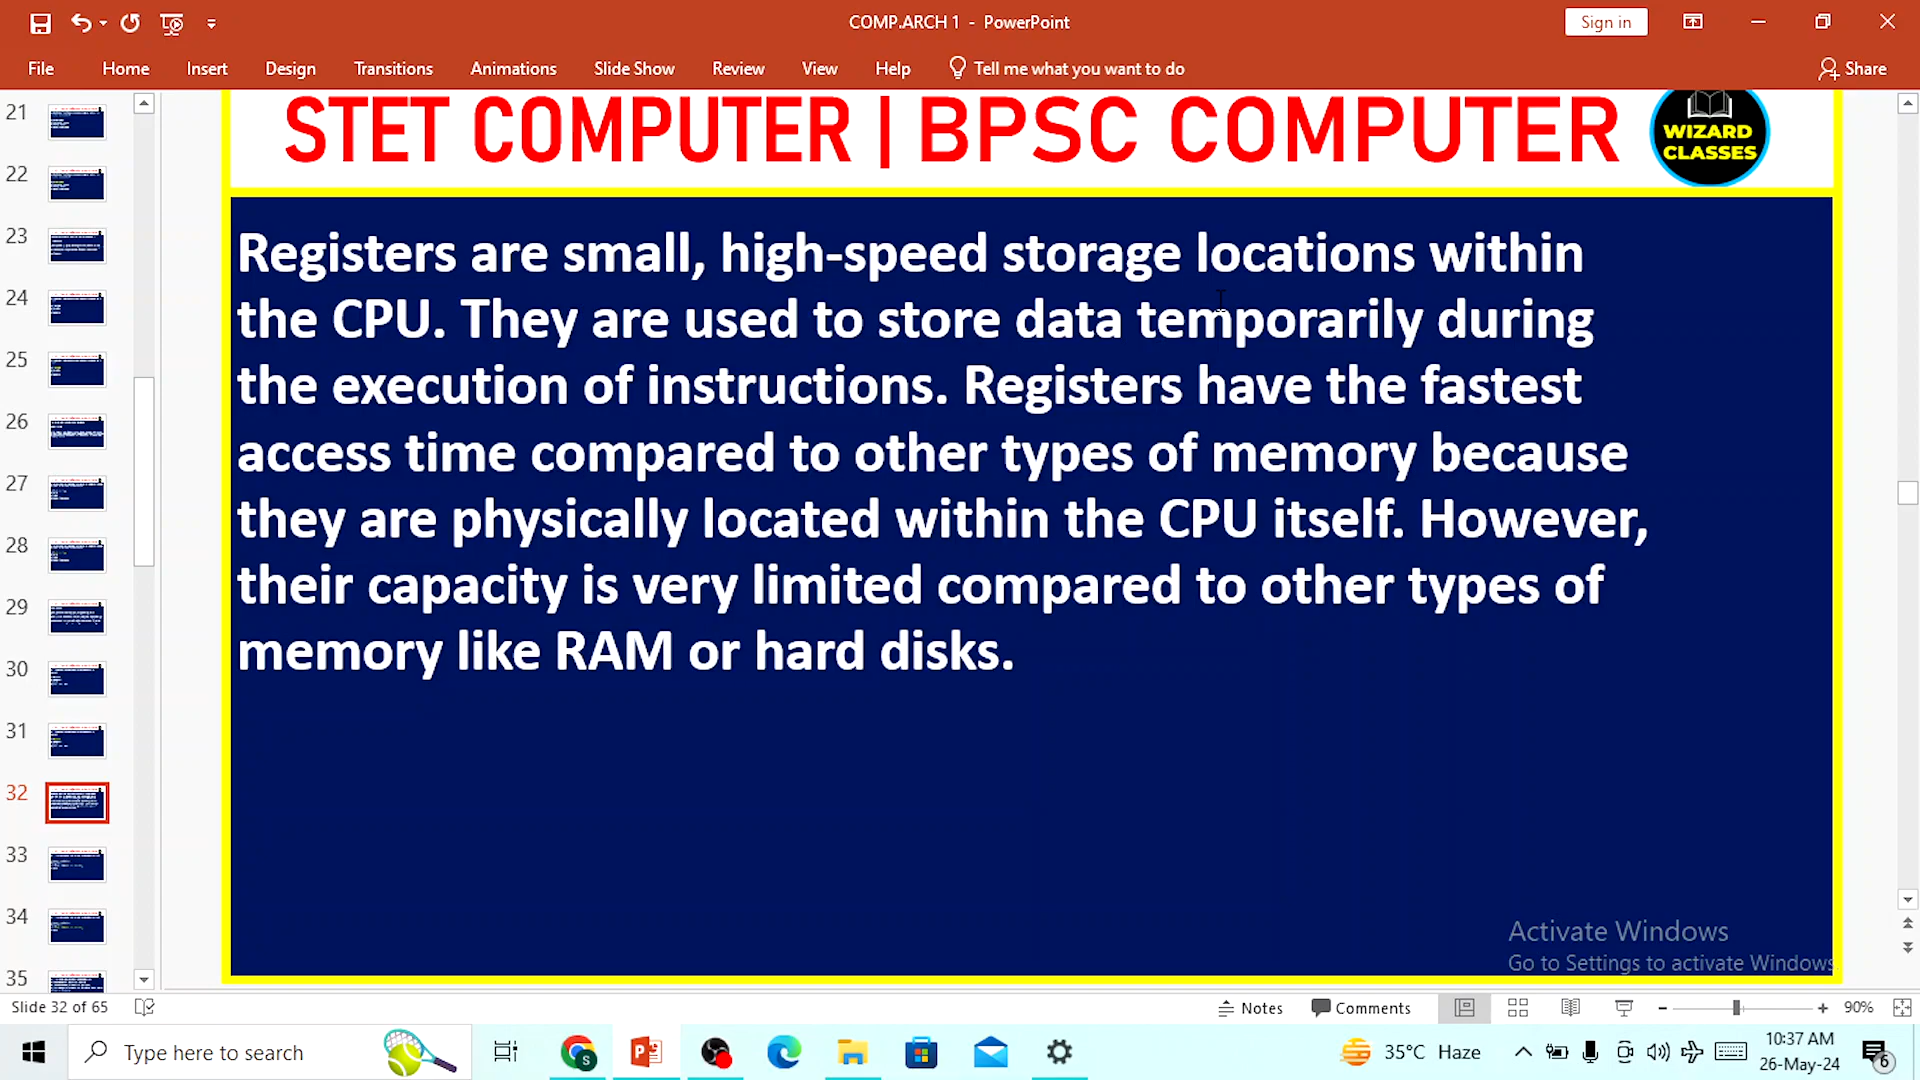 COMP.ARCH 1 - PowerPoint
Sign in
File Home Insert Design Transitions Animations Slide Show Review View Help Tell me what you want to do Share
STET COMPUTER | BPSC COMPUTER
WIZARD
CLASSES
Registers are small, high-speed storage locations within
the CPU. They are used to store data temporarily during
the execution of instructions. Registers have the fastest
access time compared to other types of memory because
they are physically located within the CPU itself. However,
their capacity is very limited compared to other types of
memory like RAM or hard disks.
21
22
23
24
25
26
27
28
29
30
31
32
33
34
35
Activate Windows
Go to Settings to activate Windows.
Slide 32 of 65 Notes Comments 90%
Type here to search 35°C Haze 10:37 AM
26-May-24 6